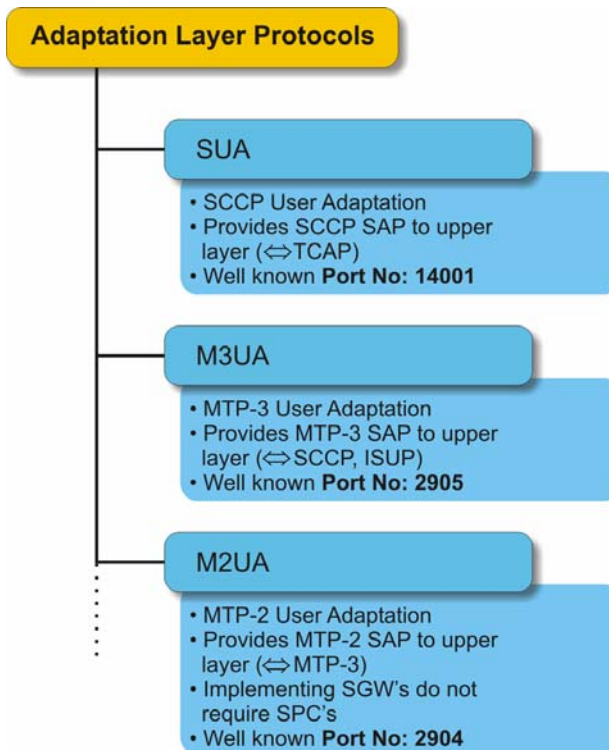 Adaptation Layer Protocols
SUA
• SCCP User Adaptation
• Provides SCCP SAP to upper
layer (⇔TCAP)
• Well known Port No: 14001
M3UA
• MTP-3 User Adaptation
• Provides MTP-3 SAP to upper
layer (⇔SCCP, ISUP)
• Well known Port No: 2905
M2UA
• MTP-2 User Adaptation
• Provides MTP-2 SAP to upper
layer (⇔MTP-3)
• Implementing SGW's do not
require SPC's
• Well known Port No: 2904